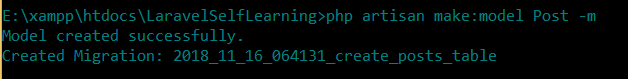 E:\xampp\htdocs\LaravelSelfLearning>php artisan make:model Post -m
Model created successfully.
Created Migration: 2018_11_16_064131_create_posts_table